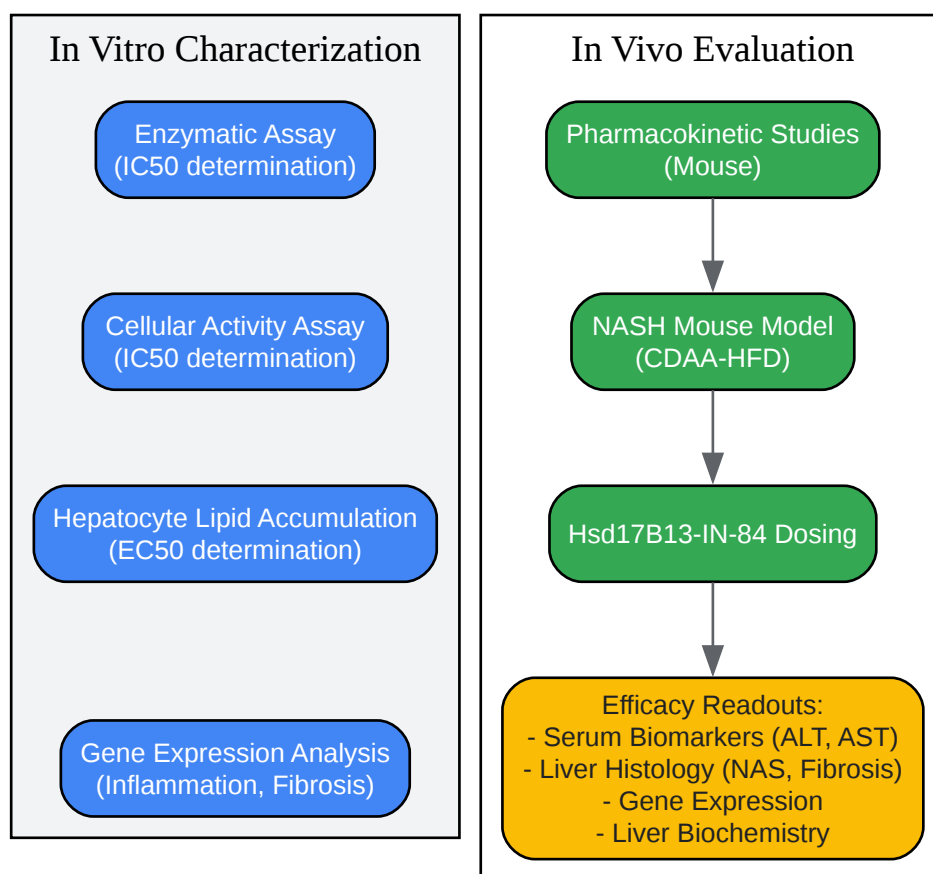 In Vitro Characterization
Enzymatic Assay
(IC50 determination)
Cellular Activity Assay
(IC50 determination)
Hepatocyte Lipid Accumulation
(EC50 determination)
Gene Expression Analysis
(Inflammation, Fibrosis)
In Vivo Evaluation
Pharmacokinetic Studies
(Mouse)
NASH Mouse Model
(CDAA-HFD)
Hsd17B13-IN-84 Dosing
Efficacy Readouts:
- Serum Biomarkers (ALT, AST)
- Liver Histology (NAS, Fibrosis)
- Gene Expression
- Liver Biochemistry